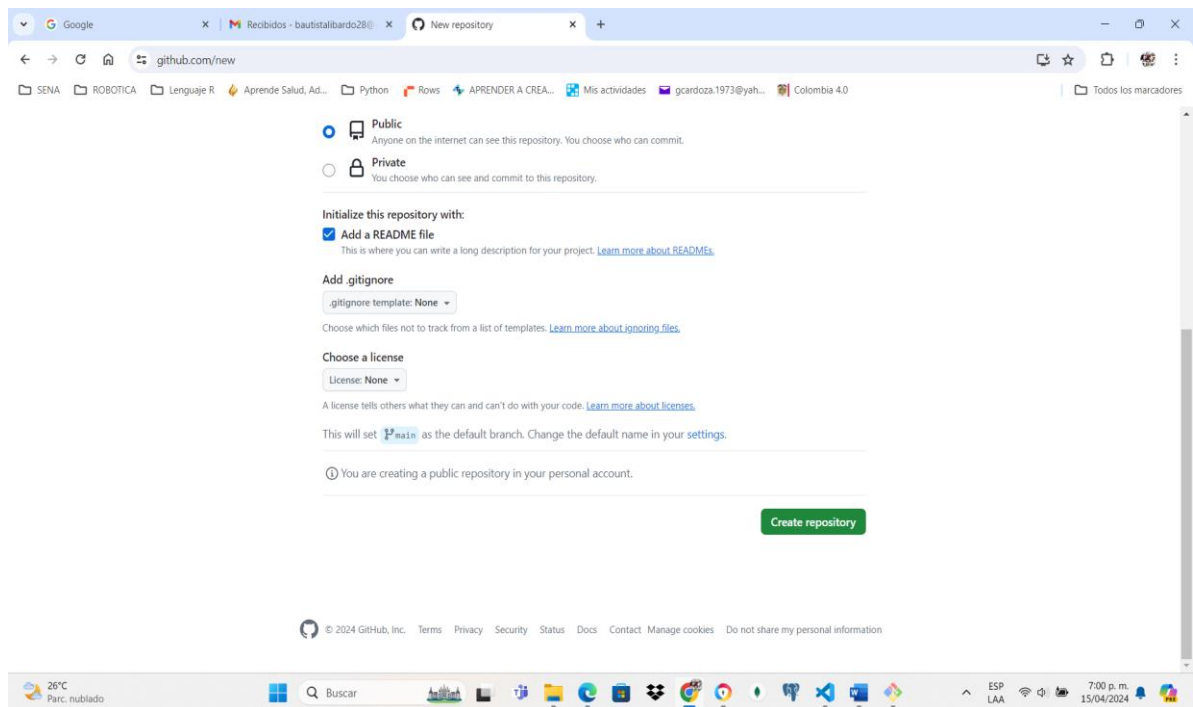 Google
Recibidos - bautistalibardo28@
New repository
github.com/new
SENA ROBOTICA Lenguaje R Aprende Salud, Ad... Python Rows APRENDER A CREA... Mis actividades gcardoza.1973@yah... Colombia 4.0 Todos los marcadores
Public
Anyone on the internet can see this repository. You choose who can commit.
Private
You choose who can see and commit to this repository.
Initialize this repository with:
Add a README file
This is where you can write a long description for your project. Learn more about READMEs.
Add .gitignore
.gitignore template: None
Choose which files not to track from a list of templates. Learn more about ignoring files.
Choose a license
License: None
A license tells others what they can and can't do with your code. Learn more about licenses.
This will set main as the default branch. Change the default name in your settings.
You are creating a public repository in your personal account.
Create repository
© 2024 GitHub, Inc. Terms Privacy Security Status Docs Contact Manage cookies Do not share my personal information
26°C
Parc. nublado
Buscar
ESP
LAA
7:00 p. m.
15/04/2024
PRE